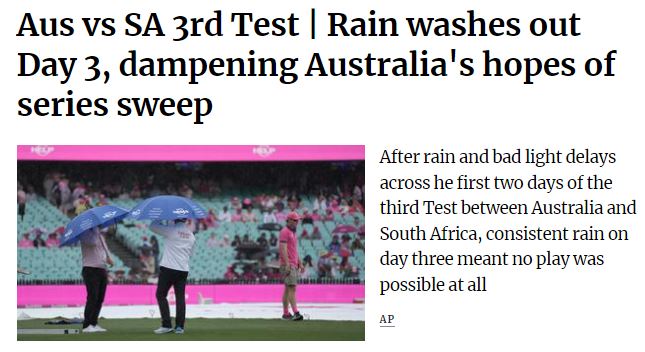 Aus vs SA 3rd Test | Rain washes out
Day 3, dampening Australia's hopes of
series sweep
After rain and bad light delays
across he first two days of the
third Test between Australia and
South Africa, consistent rain on
day three meant no play was
possible at all
AP